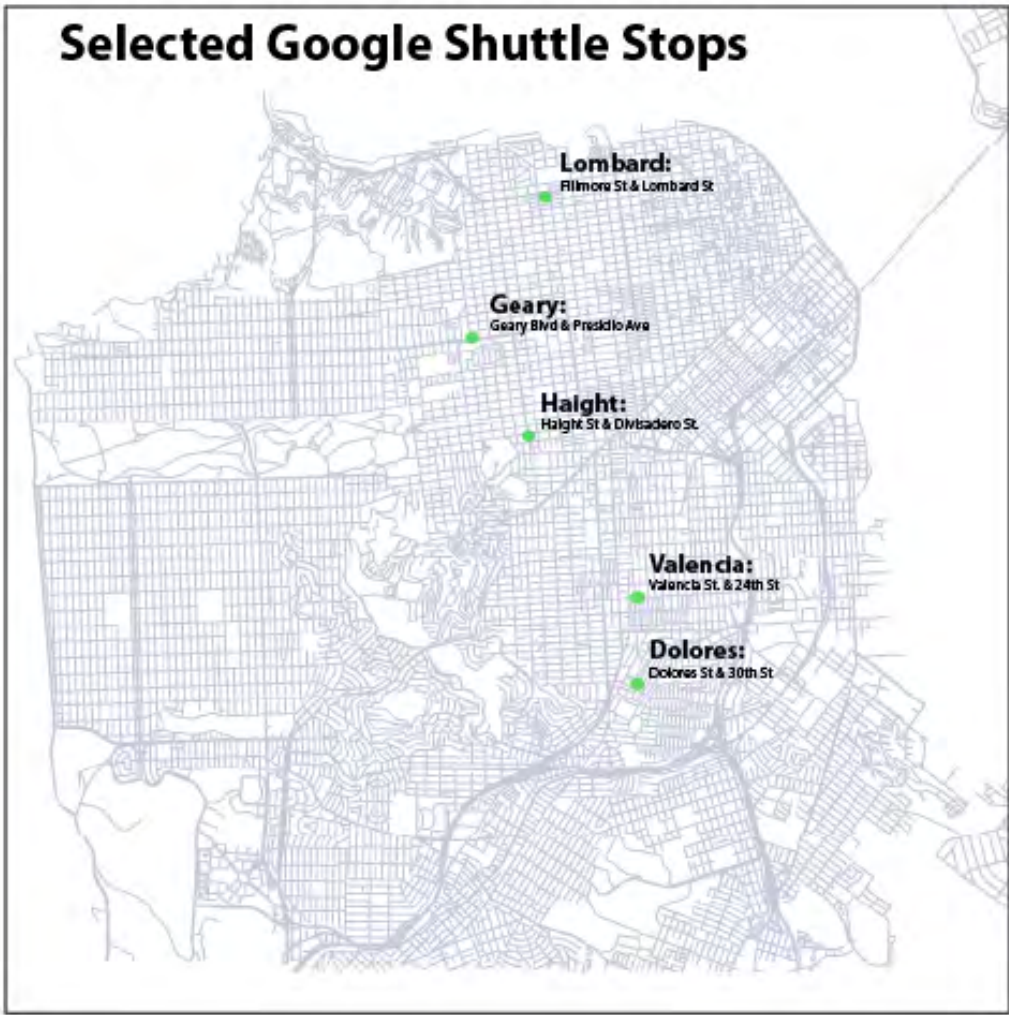 Selected Google Shuttle Stops
Lombard:
Fillmore St & Lombard St
Geary:
Geary Blvd & Presidio Ave
Haight:
Haight St & Divisadero St.
Valencia:
Valencia St. & 24th St
Dolores:
Dolores St & 30th St